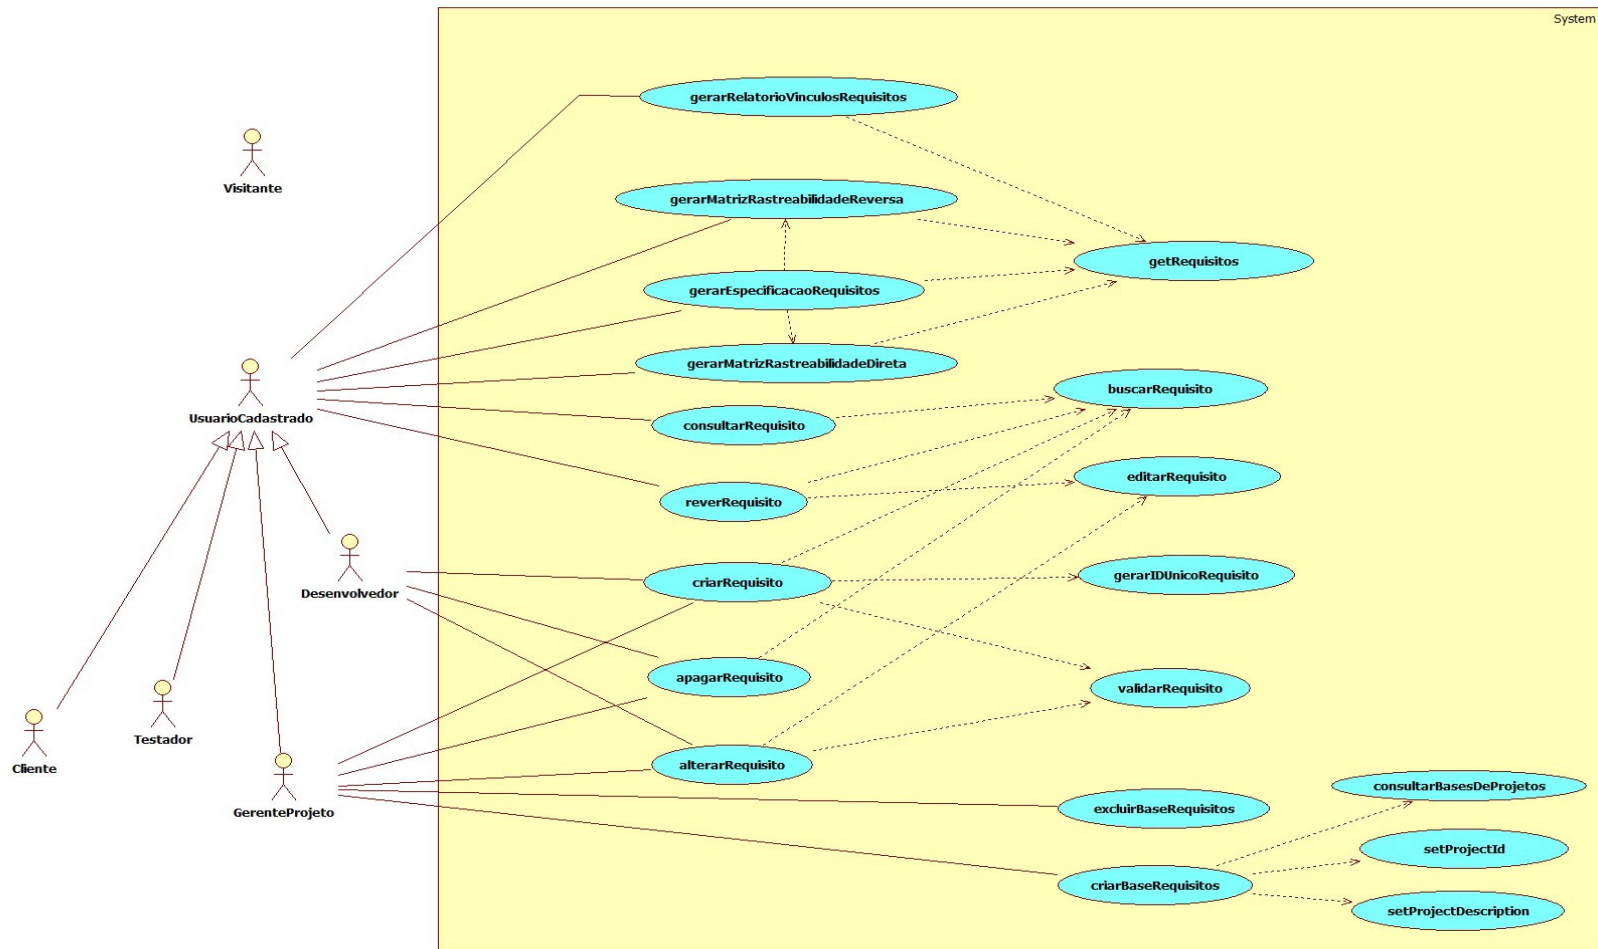 System
gerarRelatorioVinculosRequisitos
Visitante
gerarMatrizRastreabilidadeReversa
getRequisitos
gerarEspecificacaoRequisitos
gerarMatrizRastreabilidadeDireta
buscarRequisito
UsuarioCadastrado
consultarRequisito
editarRequisito
reverRequisito
gerarIDUnicoRequisito
criarRequisito
Desenvolvedor
apagarRequisito
validarRequisito
Testador
Cliente
alterarRequisito
consultarBasesDeProjetos
GerenteProjeto
excluirBaseRequisitos
setProjectId
criarBaseRequisitos
setProjectDescription